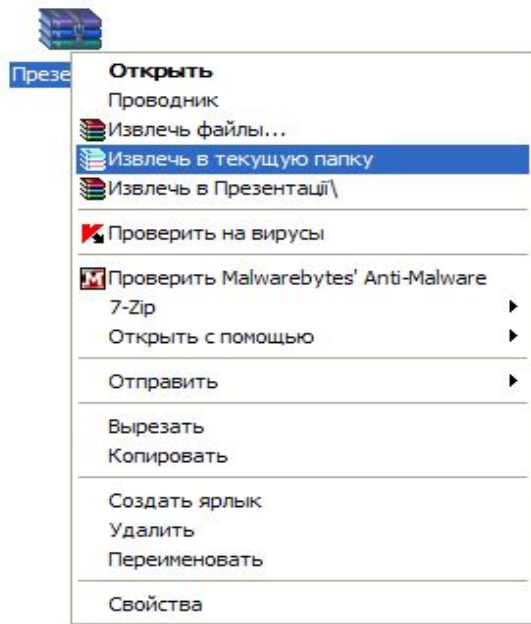 Презе
Открыть
Проводник
Извлечь файлы...
Извлечь в текущую папку
Извлечь в Презентації\
Проверить на вирусы
Проверить Malwarebytes' Anti-Malware
7-Zip
Открыть с помощью
Отправить
Вырезать
Копировать
Создать ярлык
Удалить
Переименовать
Свойства